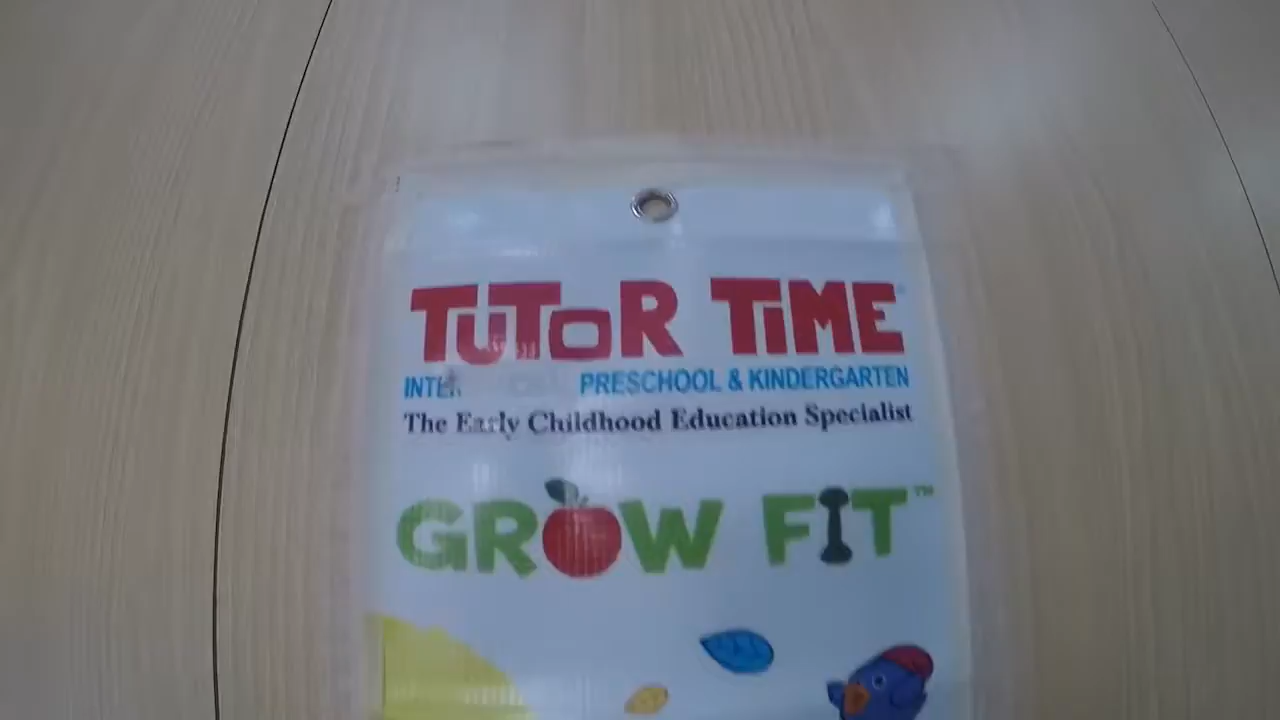 TUTOR TIME
PRESCHOOL & KINDERGARTEN
The Early Childhood Education Specialist
GROW FIT™